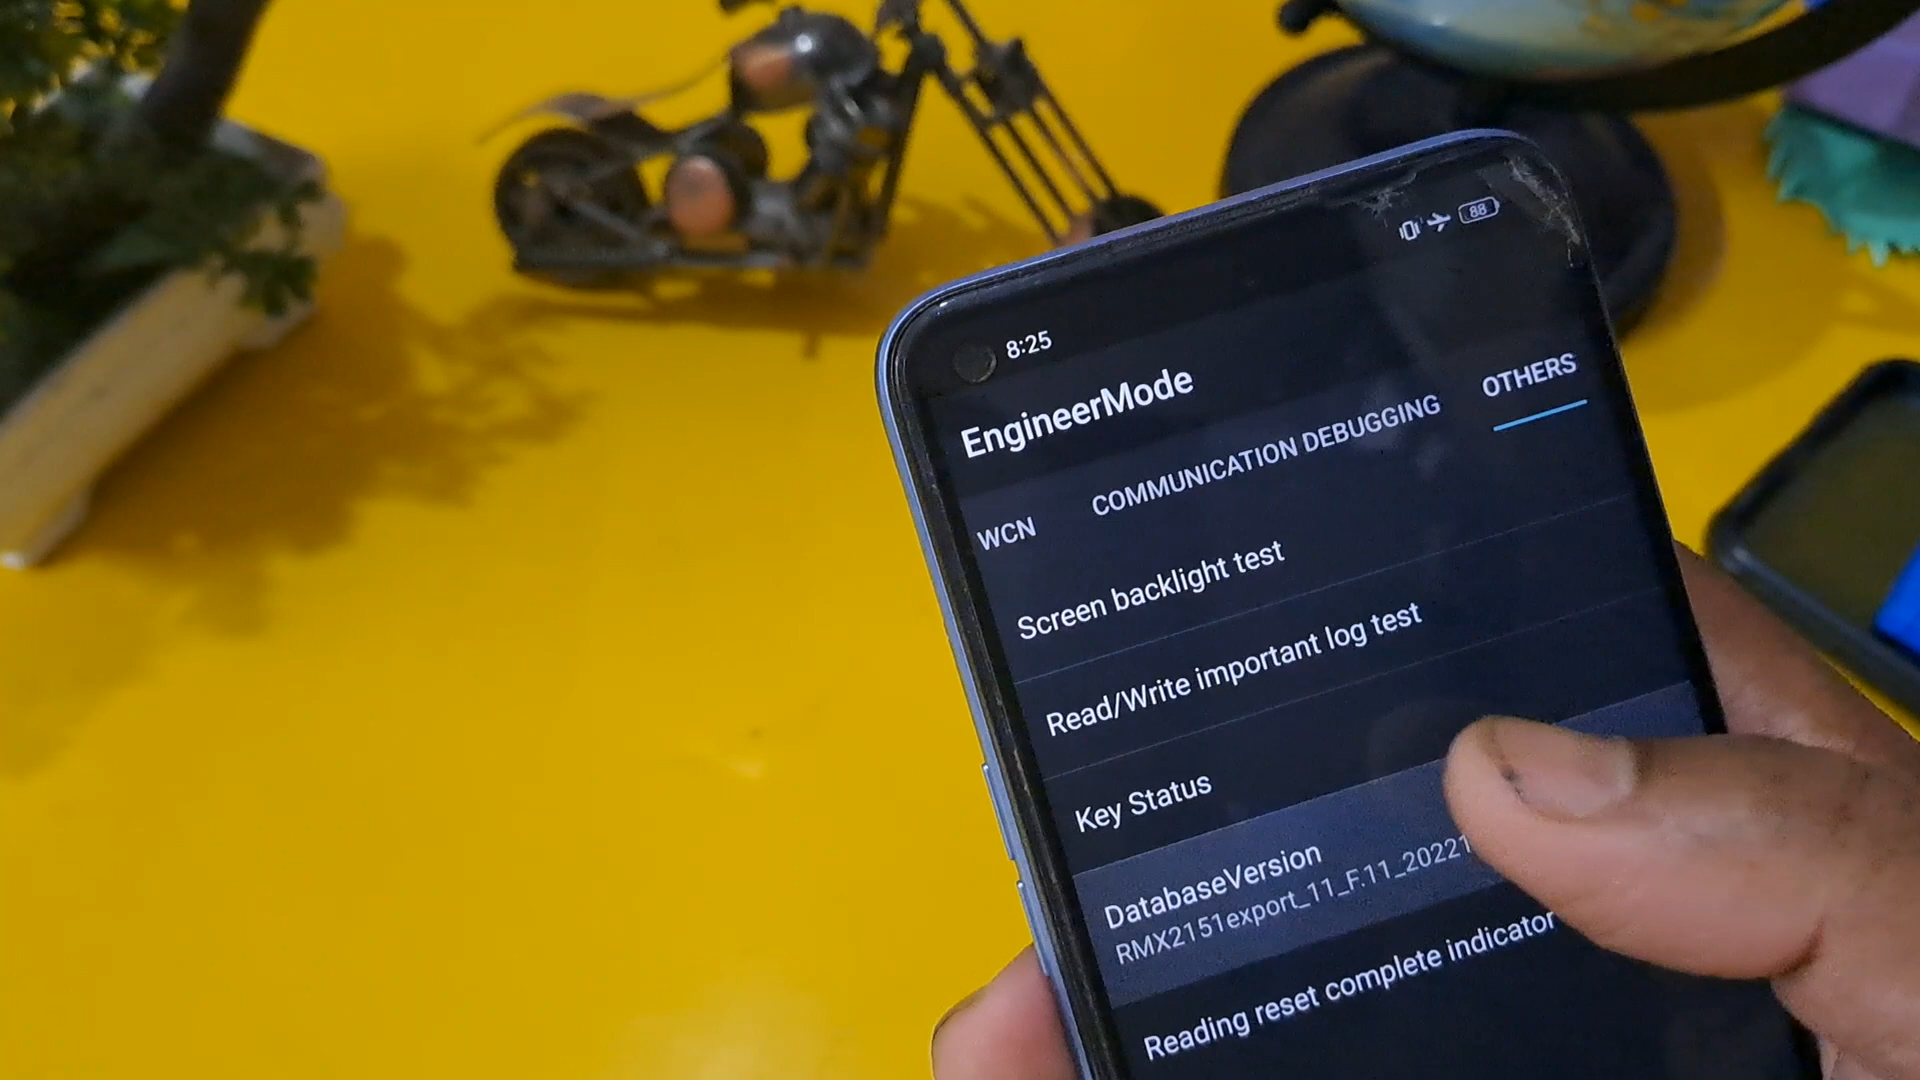 8:25
88
EngineerMode
WCN
COMMUNICATION DEBUGGING
OTHERS
Screen backlight test
Read/Write important log test
Key Status
DatabaseVersion
RMX2151export_11_F.11_20221
Reading reset complete indicator